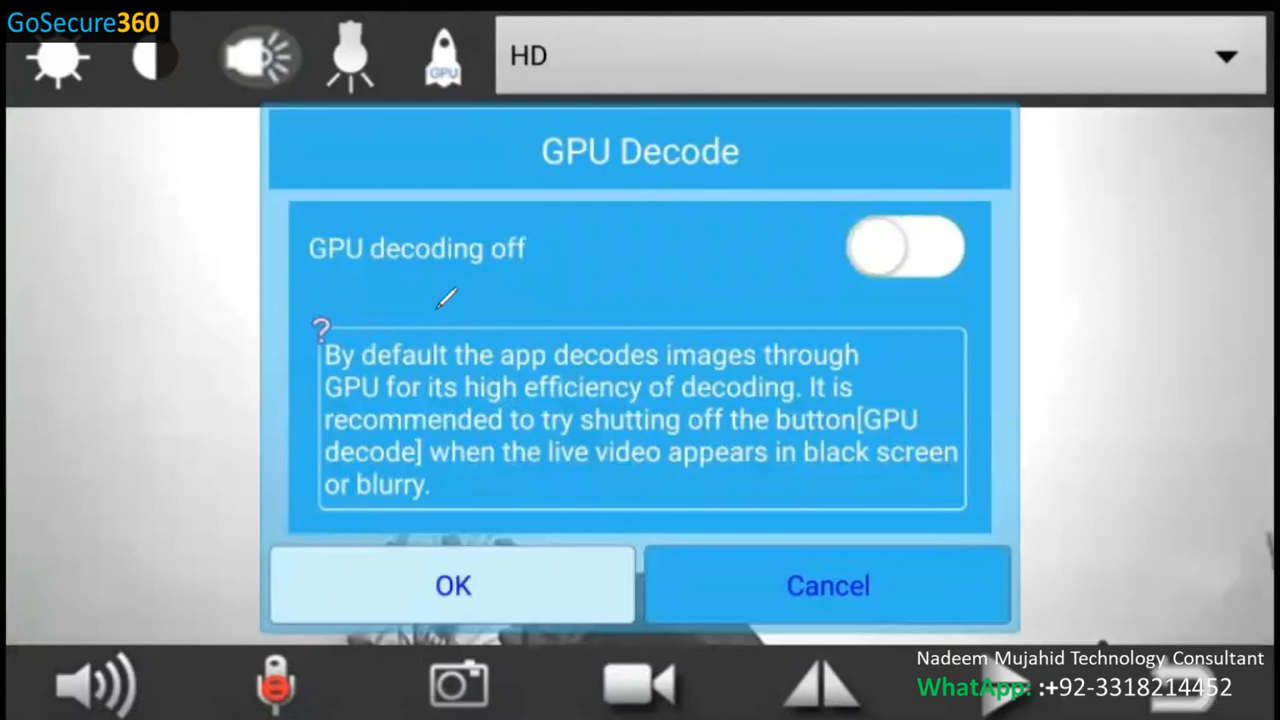 GoSecure360
GPU
HD
GPU Decode
GPU decoding off
?
By default the app decodes images through
GPU for its high efficiency of decoding. It is
recommended to try shutting off the button[GPU
decode] when the live video appears in black screen
or blurry.
OK
Cancel
Nadeem Mujahid Technology Consultant
WhatApp: :+92-3318214452